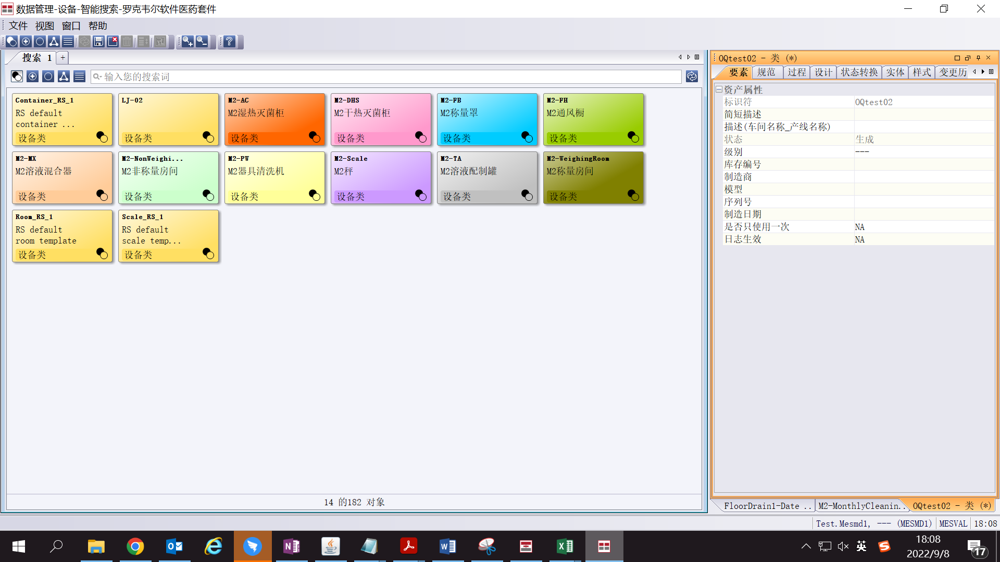 数据管理-设备-智能搜索-罗克韦尔软件医药套件
文件 视图 窗口 帮助
搜索 1 +
输入您的搜索词
Container_RS_1
RS default
container ...
设备类
LJ-02
设备类
M2-AC
M2湿热灭菌柜
设备类
M2-DHS
M2干热灭菌柜
设备类
M2-FB
M2称量罩
设备类
M2-FH
M2通风橱
设备类
M2-MX
M2溶液混合器
设备类
M2-NonWeighi...
M2非称量房间
设备类
M2-PW
M2器具清洗机
设备类
M2-Scale
M2秤
设备类
M2-TA
M2溶液配制罐
设备类
M2-WeighingRoom
M2称量房间
设备类
Room_RS_1
RS default
room template
设备类
Scale_RS_1
RS default
scale temp...
设备类
14 的182 对象
OQtest02 - 类 (*)
要素 规范 过程 设计 状态转换 实体 样式 变更历
资产属性
标识符 OQtest02
简短描述
描述(车间名称_产线名称)
状态 生成
级别 ---
库存编号
制造商
模型
序列号
制造日期
是否只使用一次 NA
日志生效 NA
FloorDrain1-Date .. M2-MonthlyCleanin.. OQtest02 - 类 (*)
Test.Mesmd1, --- (MESMD1) MESVAL 18:08
英 18:08
2022/9/8
17